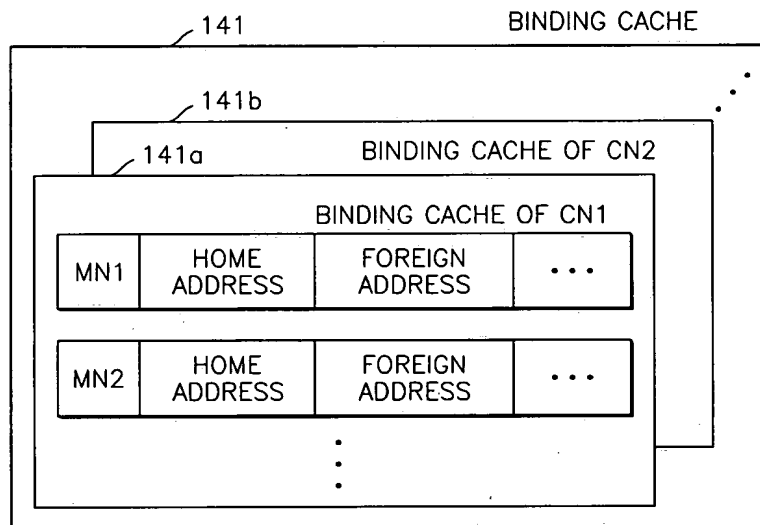 141
BINDING CACHE
141b
BINDING CACHE OF CN2
141a
BINDING CACHE OF CN1
MN1
HOME
ADDRESS
FOREIGN
ADDRESS
...
MN2
HOME
ADDRESS
FOREIGN
ADDRESS
...